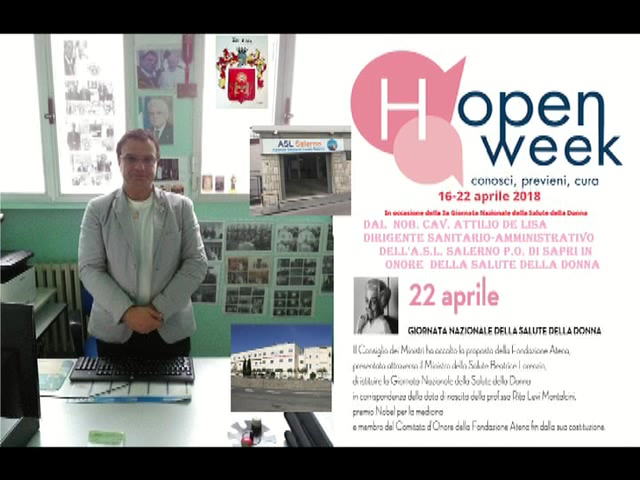 ASL Salerno
H open
week
conosci, previeni, cura
16-22 aprile 2018
In occasione della 3a Giornata Nazionale della Salute della Donna
DAL NOB. CAV. ATTILIO DE LISA
DIRIGENTE SANITARIO-AMMINISTRATIVO
DELL'A.S.L. SALERNO P.O. DI SAPRI IN
ONORE DELLA SALUTE DELLA DONNA
22 aprile
GIORNATA NAZIONALE DELLA SALUTE DELLA DONNA
Il Consiglio dei Ministri ha accolto la proposta della Fondazione Atena,
presentata attraverso il Ministro della Salute Beatrice Lorenzin,
di istituire la Giornata Nazionale della Salute della Donna
in corrispondenza della data di nascita della prof.ssa Rita Levi Montalcini,
premio Nobel per la medicina
e membro del Comitato d'Onore della Fondazione Atena fin dalla sua costituzione.